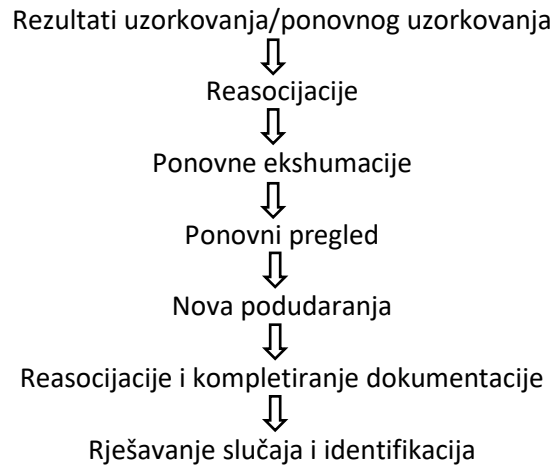 Rezultati uzorkovanja/ponovnog uzorkovanja
Reasocijacije
Ponovne ekshumacije
Ponovni pregled
Nova podudaranja
Reasocijacije i kompletiranje dokumentacije
Rješavanje slučaja i identifikacija